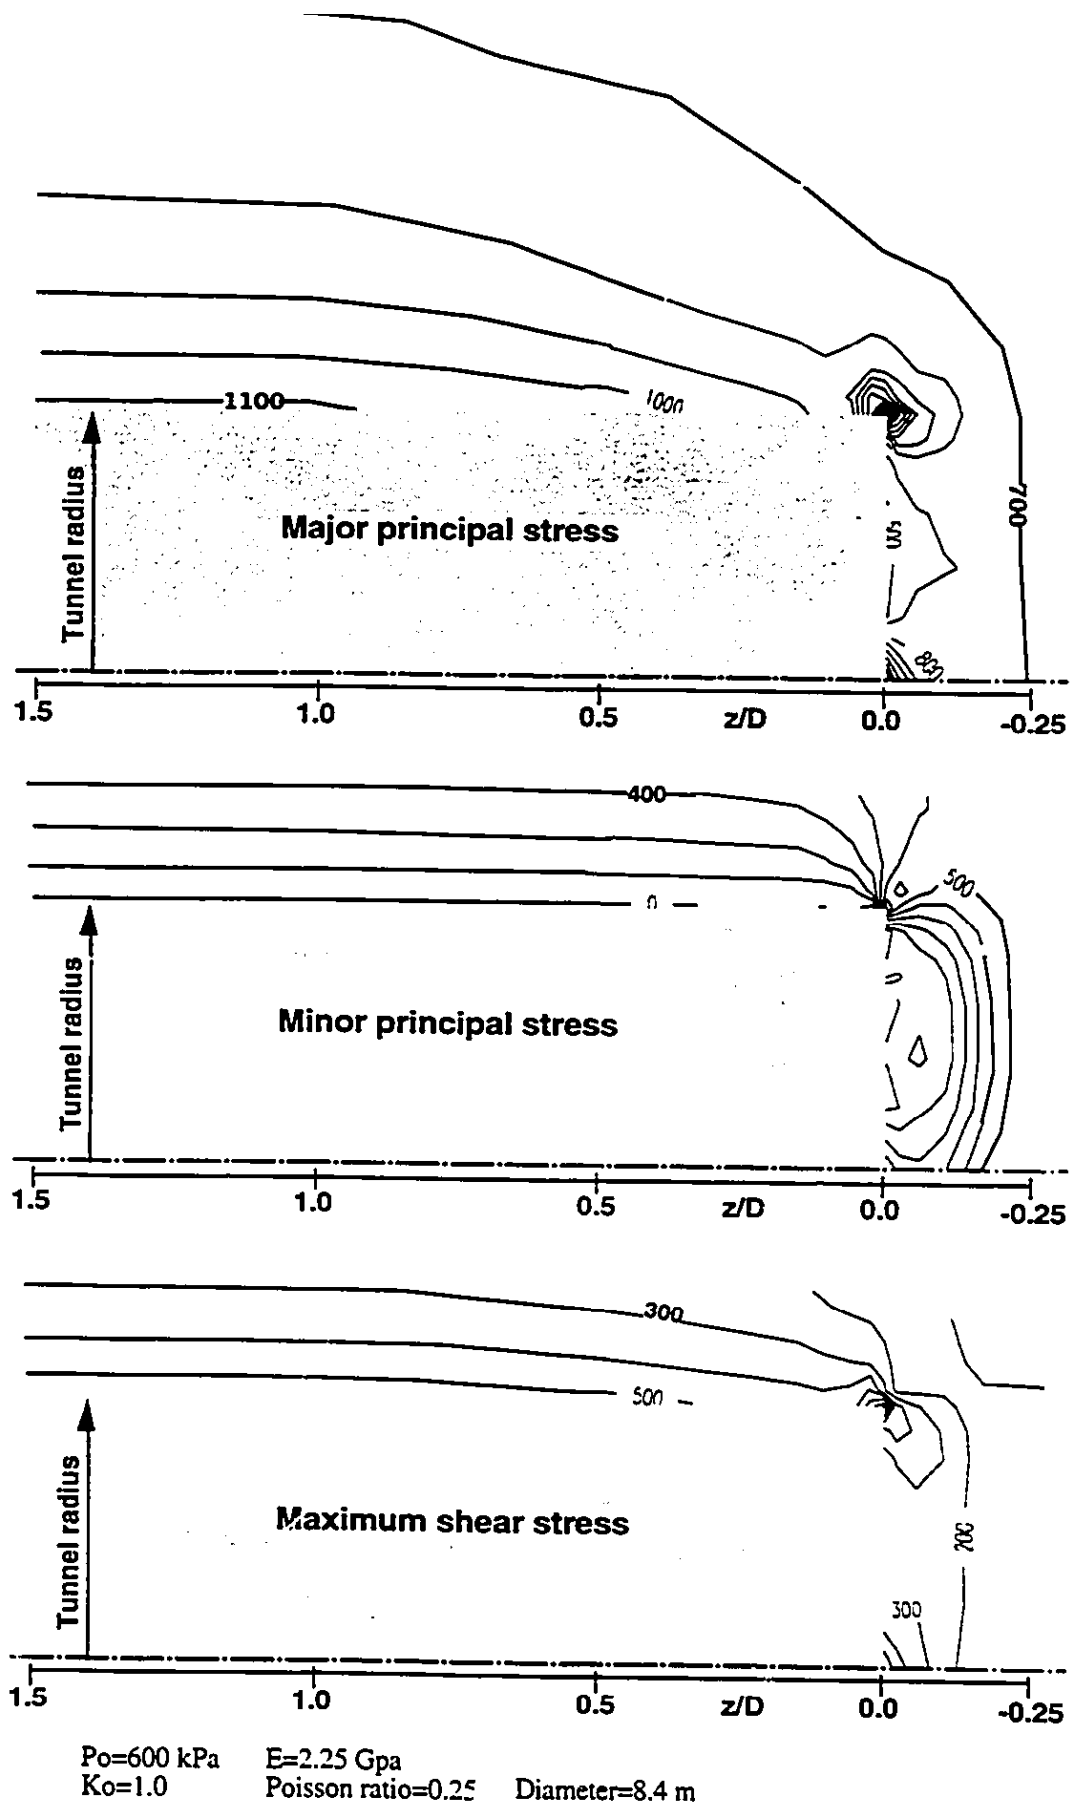 1100
1000
Tunnel radius
Major principal stress
700
800
1.5 1.0 0.5 z/D 0.0 -0.25
400
500
0
Tunnel radius
Minor principal stress
0
1.5 1.0 0.5 z/D 0.0 -0.25
300
500
Tunnel radius
Maximum shear stress
200
300
1.5 1.0 0.5 z/D 0.0 -0.25
Po=600 kPa E=2.25 Gpa
Ko=1.0 Poisson ratio=0.25 Diameter=8.4 m